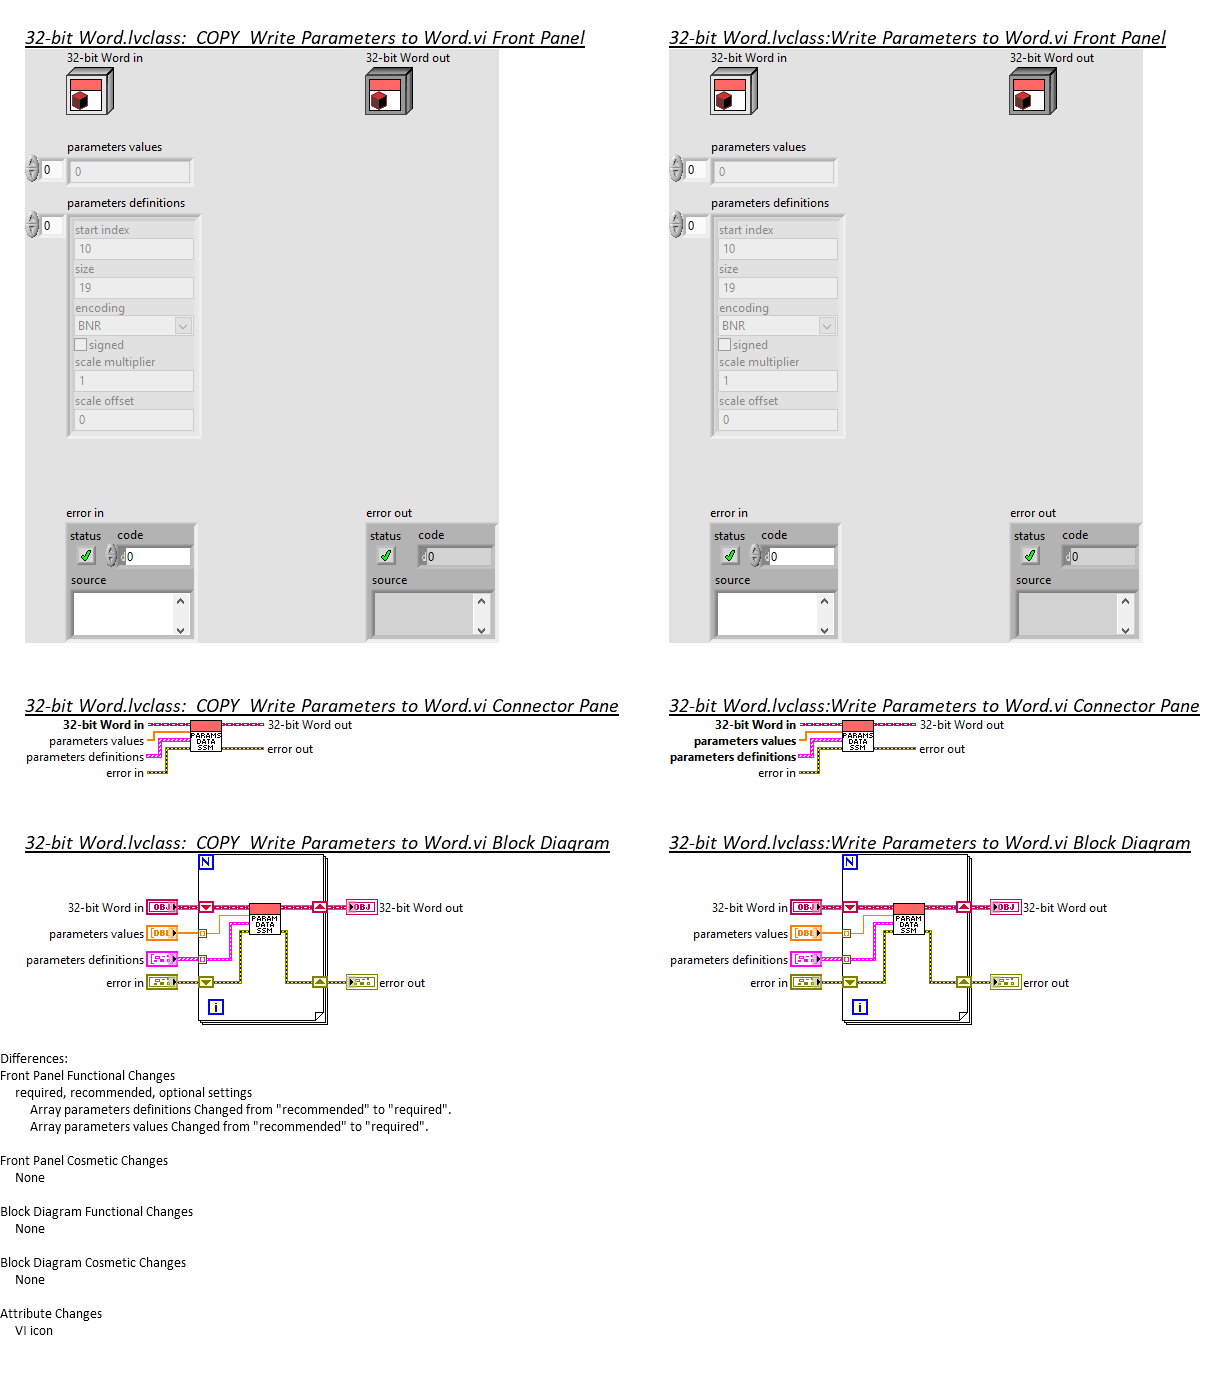 32-bit Word.lvclass:  COPY  Write Parameters to Word.vi Front Panel
32-bit Word in
32-bit Word out
parameters values
0
0
parameters definitions
0
start index
10
size
19
encoding
BNR
signed
scale multiplier
1
scale offset
0
error in
status
code
d0
source
error out
status
code
d0
source
32-bit Word.lvclass:Write Parameters to Word.vi Front Panel
32-bit Word in
32-bit Word out
parameters values
0
0
parameters definitions
0
start index
10
size
19
encoding
BNR
signed
scale multiplier
1
scale offset
0
error in
status
code
d0
source
error out
status
code
d0
source
32-bit Word.lvclass:  COPY  Write Parameters to Word.vi Connector Pane
32-bit Word in
parameters values
parameters definitions
error in
PARAMS
DATA
SSM
32-bit Word out
error out
32-bit Word.lvclass:Write Parameters to Word.vi Connector Pane
32-bit Word in
parameters values
parameters definitions
error in
PARAMS
DATA
SSM
32-bit Word out
error out
32-bit Word.lvclass:  COPY  Write Parameters to Word.vi Block Diagram
N
32-bit Word in
OBJ
parameters values
DBL
parameters definitions
error in
PARAM
DATA
SSM
OBJ
32-bit Word out
error out
i
32-bit Word.lvclass:Write Parameters to Word.vi Block Diagram
N
32-bit Word in
OBJ
parameters values
DBL
parameters definitions
error in
PARAM
DATA
SSM
OBJ
32-bit Word out
error out
i
Differences:
Front Panel Functional Changes
required, recommended, optional settings
Array parameters definitions Changed from "recommended" to "required".
Array parameters values Changed from "recommended" to "required".
Front Panel Cosmetic Changes
None
Block Diagram Functional Changes
None
Block Diagram Cosmetic Changes
None
Attribute Changes
VI icon